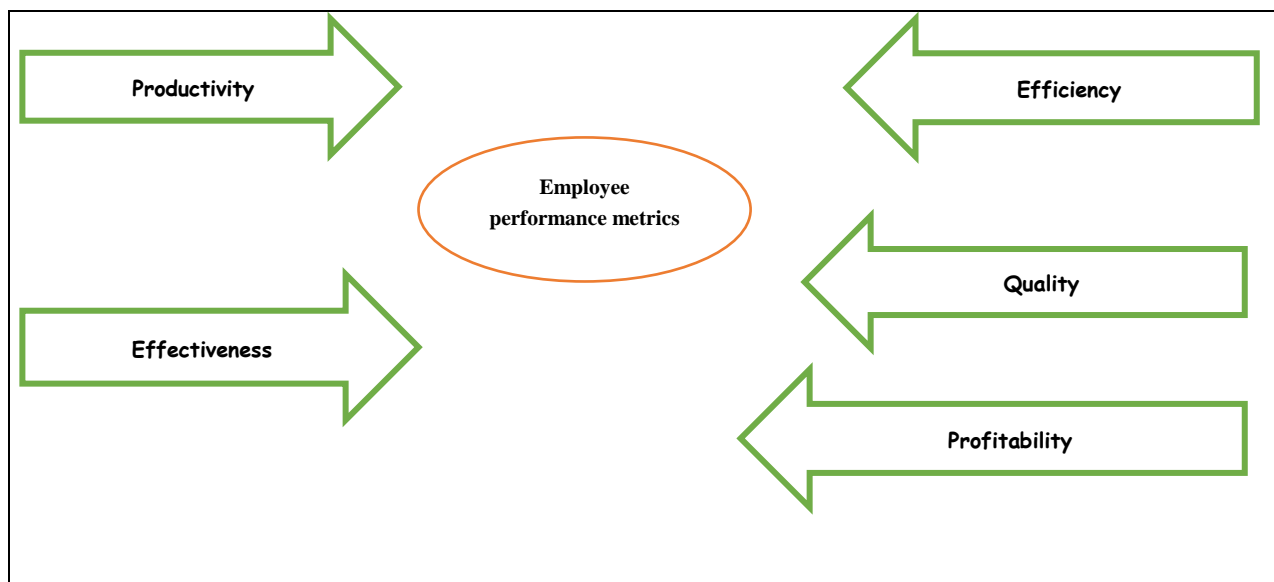 Productivity
Efficiency
Employee
performance metrics
Quality
Effectiveness
Profitability